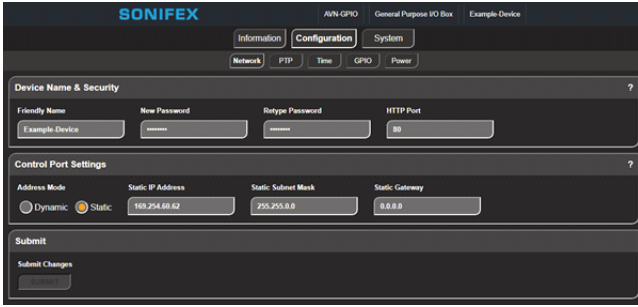 SONIFEX AVN-GPIO General Purpose I/O Box Example-Device
Information Configuration System
Network PTP Time GPIO Power
Device Name & Security ?
Friendly Name New Password Retype Password HTTP Port
Example-Device •••••••• •••••••• 80
Control Port Settings ?
Address Mode Static IP Address Static Subnet Mask Static Gateway
Dynamic Static 169.254.60.62 255.255.0.0 0.0.0.0
Submit
Submit Changes
SUBMIT